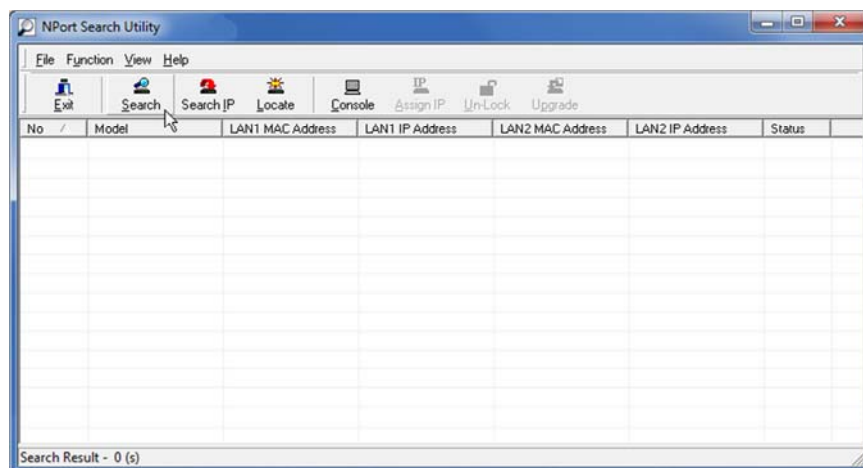 NPort Search Utility
File Function View Help
Exit Search Search IP Locate Console Assign IP Un-Lock Upgrade
No / Model LAN1 MAC Address LAN1 IP Address LAN2 MAC Address LAN2 IP Address Status
Search Result - 0 (s)